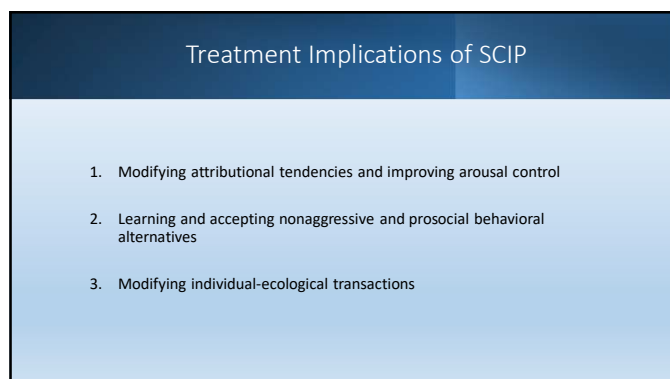 Treatment Implications of SCIP
1. Modifying attributional tendencies and improving arousal control
2. Learning and accepting nonaggressive and prosocial behavioral
alternatives
3. Modifying individual-ecological transactions